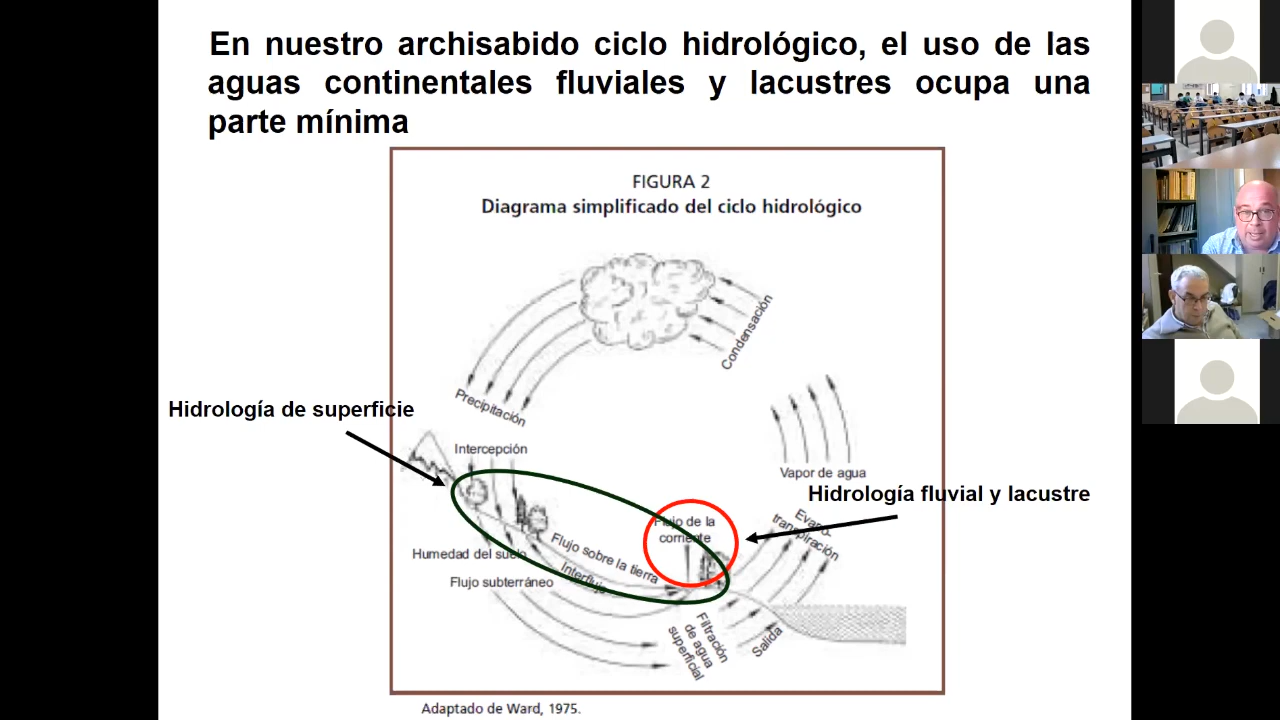 En nuestro archisabido ciclo hidrológico, el uso de las
aguas continentales fluviales y lacustres ocupa una
parte mínima
FIGURA 2
Diagrama simplificado del ciclo hidrológico
Condensación
Precipitación
Hidrología de superficie
Intercepción
Vapor de agua
Hidrología fluvial y lacustre
Flujo de la
corriente
Evapo-
transpiración
Humedad del suelo
Flujo sobre la tierra
Interflujo
Flujo subterráneo
Filtración
de agua
superficial
Salida
Adaptado de Ward, 1975.